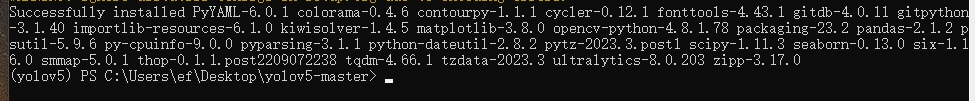 Successfully installed PyYAML-6.0.1 colorama-0.4.6 contourpy-1.1.1 cycler-0.12.1 fonttools-4.43.1 gitdb-4.0.11 gitpython
-3.1.40 importlib-resources-6.1.0 kiwisolver-1.4.5 matplotlib-3.8.0 opencv-python-4.8.1.78 packaging-23.2 pandas-2.1.2 p
sutil-5.9.6 py-cpuinfo-9.0.0 pyparsing-3.1.1 python-dateutil-2.8.2 pytz-2023.3.post1 scipy-1.11.3 seaborn-0.13.0 six-1.1
6.0 smmap-5.0.1 thop-0.1.1.post2209072238 tqdm-4.66.1 tzdata-2023.3 ultralytics-8.0.203 zipp-3.17.0
(yolov5) PS C:\Users\ef\Desktop\yolov5-master>